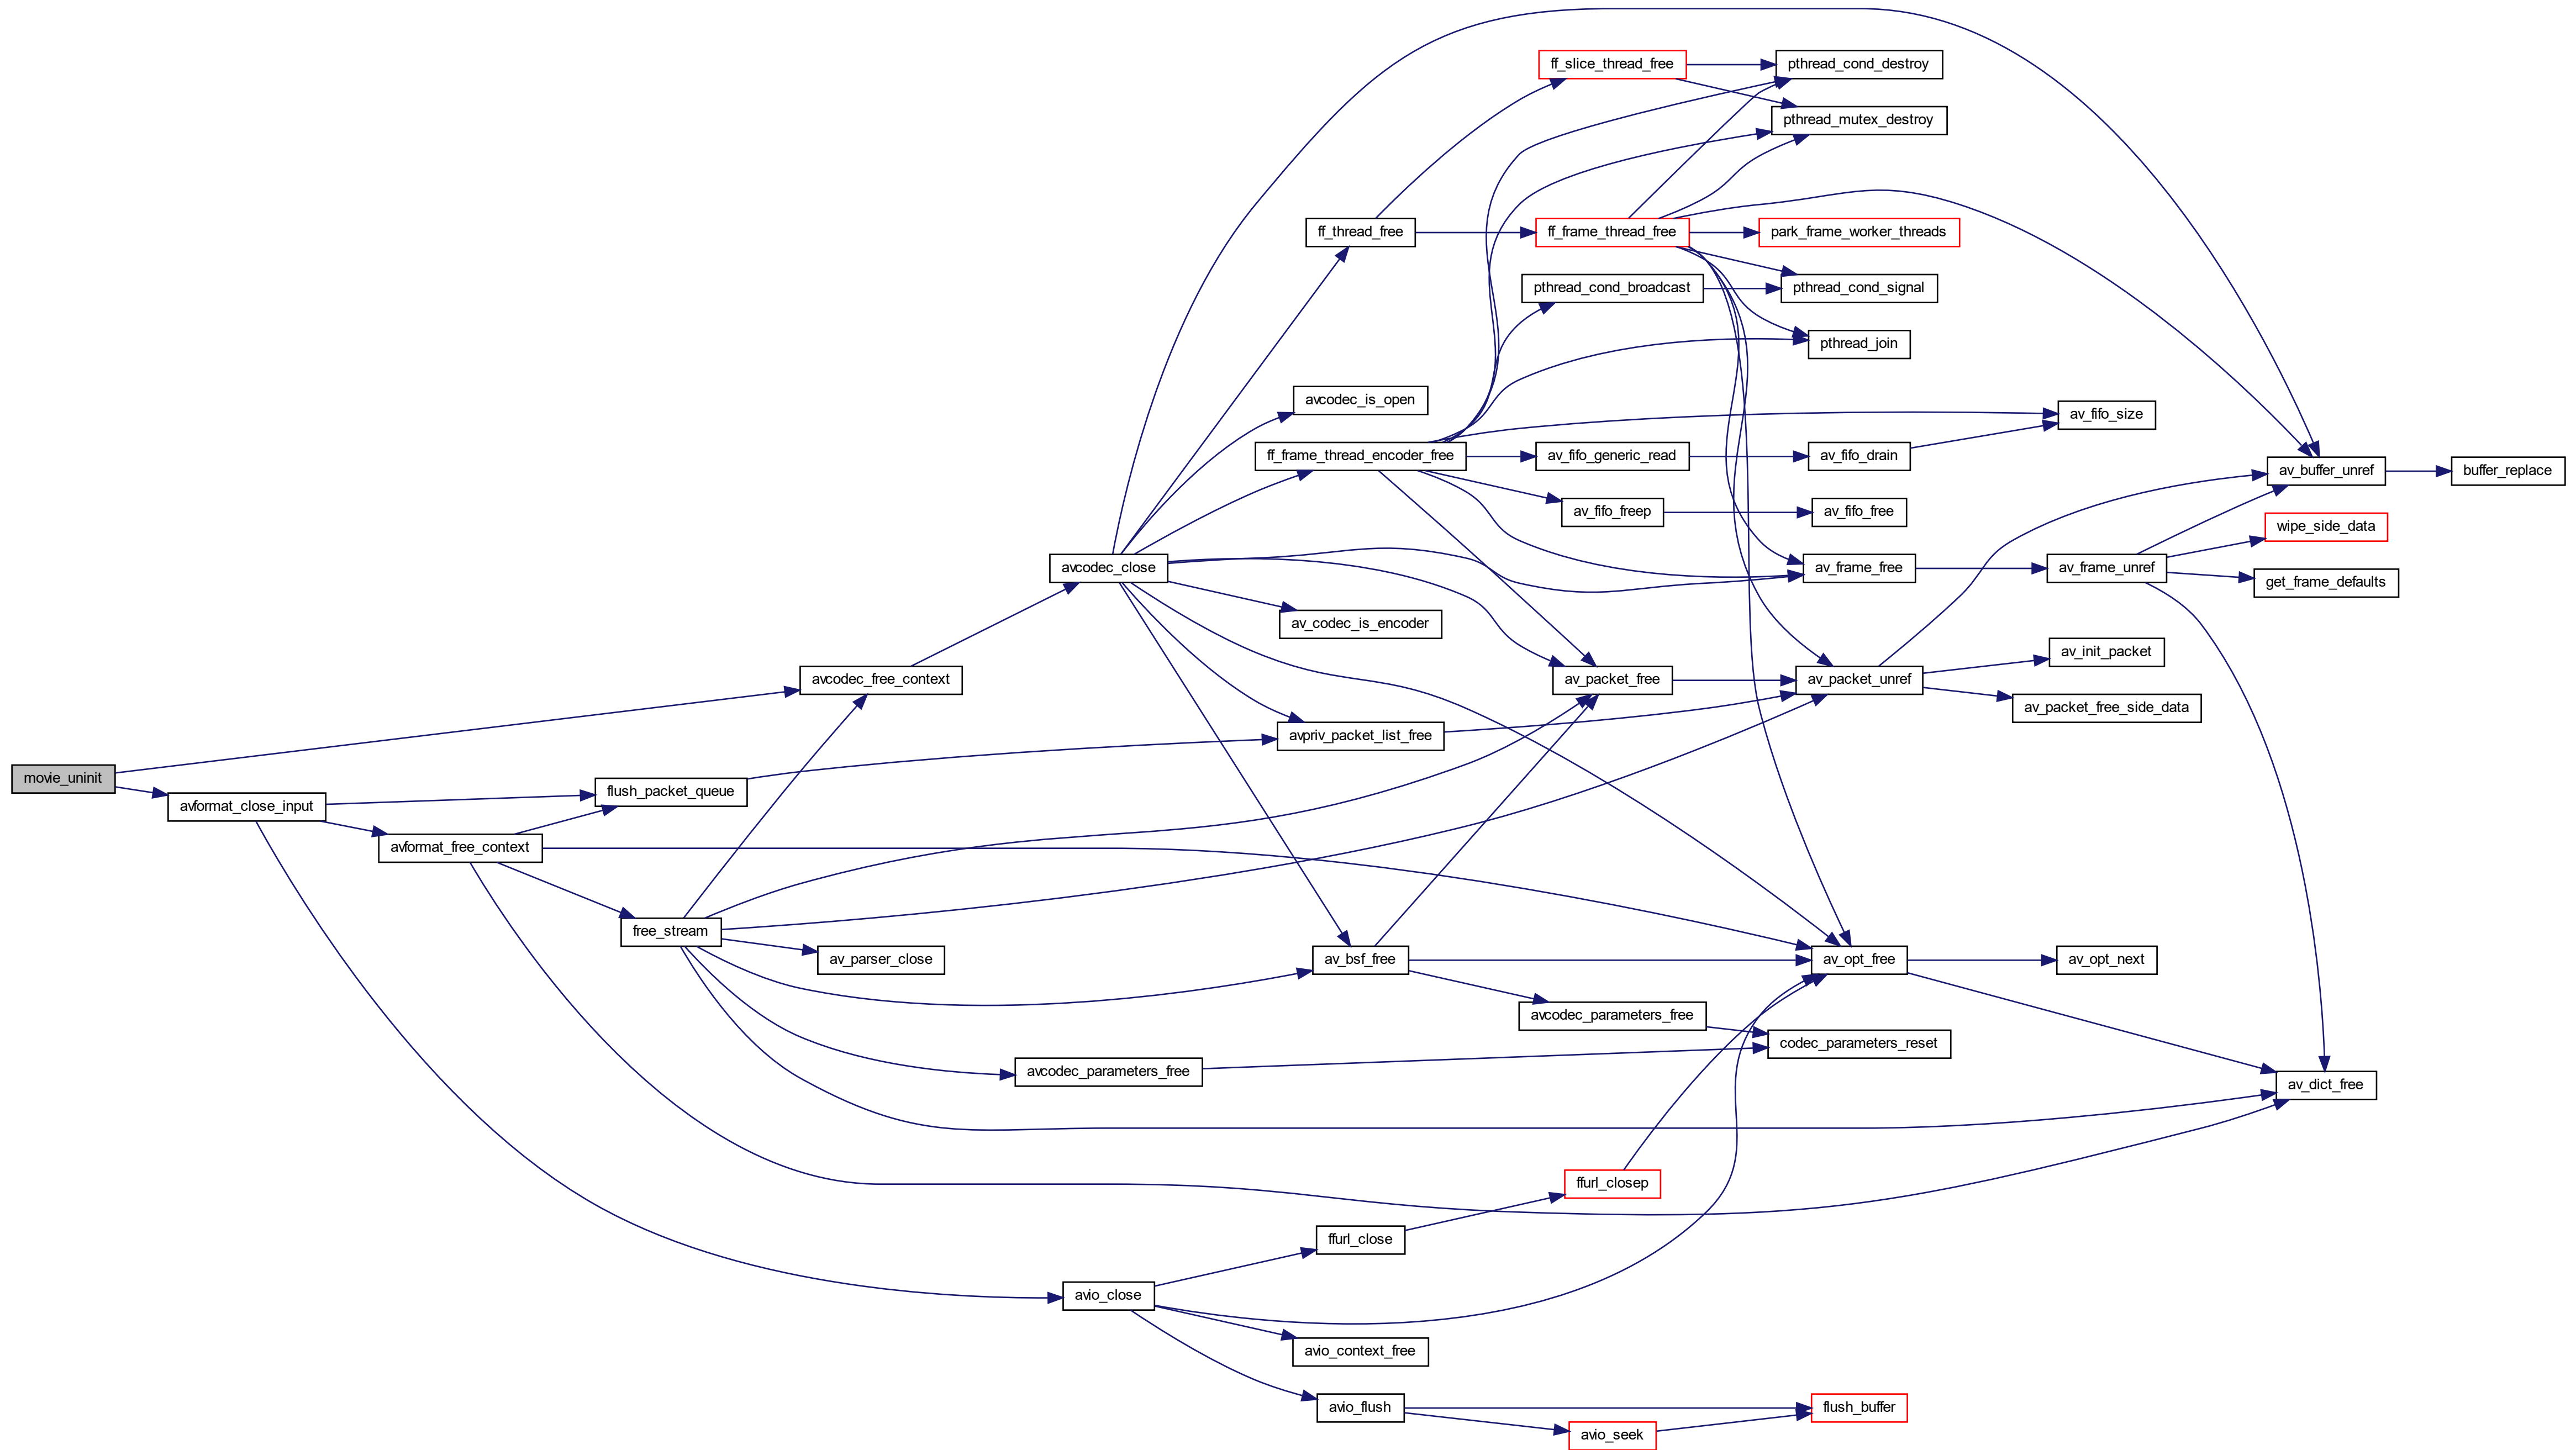 ff_slice_thread_free
pthread_cond_destroy
pthread_mutex_destroy
ff_thread_free
ff_frame_thread_free
park_frame_worker_threads
pthread_cond_broadcast
pthread_cond_signal
pthread_join
avcodec_is_open
av_fifo_size
ff_frame_thread_encoder_free
av_fifo_generic_read
av_fifo_drain
av_buffer_unref
buffer_replace
av_fifo_freep
av_fifo_free
wipe_side_data
avcodec_close
av_frame_free
av_frame_unref
get_frame_defaults
av_codec_is_encoder
av_init_packet
avcodec_free_context
av_packet_free
av_packet_unref
av_packet_free_side_data
avpriv_packet_list_free
movie_uninit
flush_packet_queue
avformat_close_input
avformat_free_context
free_stream
av_parser_close
av_bsf_free
av_opt_free
av_opt_next
avcodec_parameters_free
codec_parameters_reset
avcodec_parameters_free
av_dict_free
ffurl_closep
ffurl_close
avio_close
avio_context_free
avio_flush
flush_buffer
avio_seek